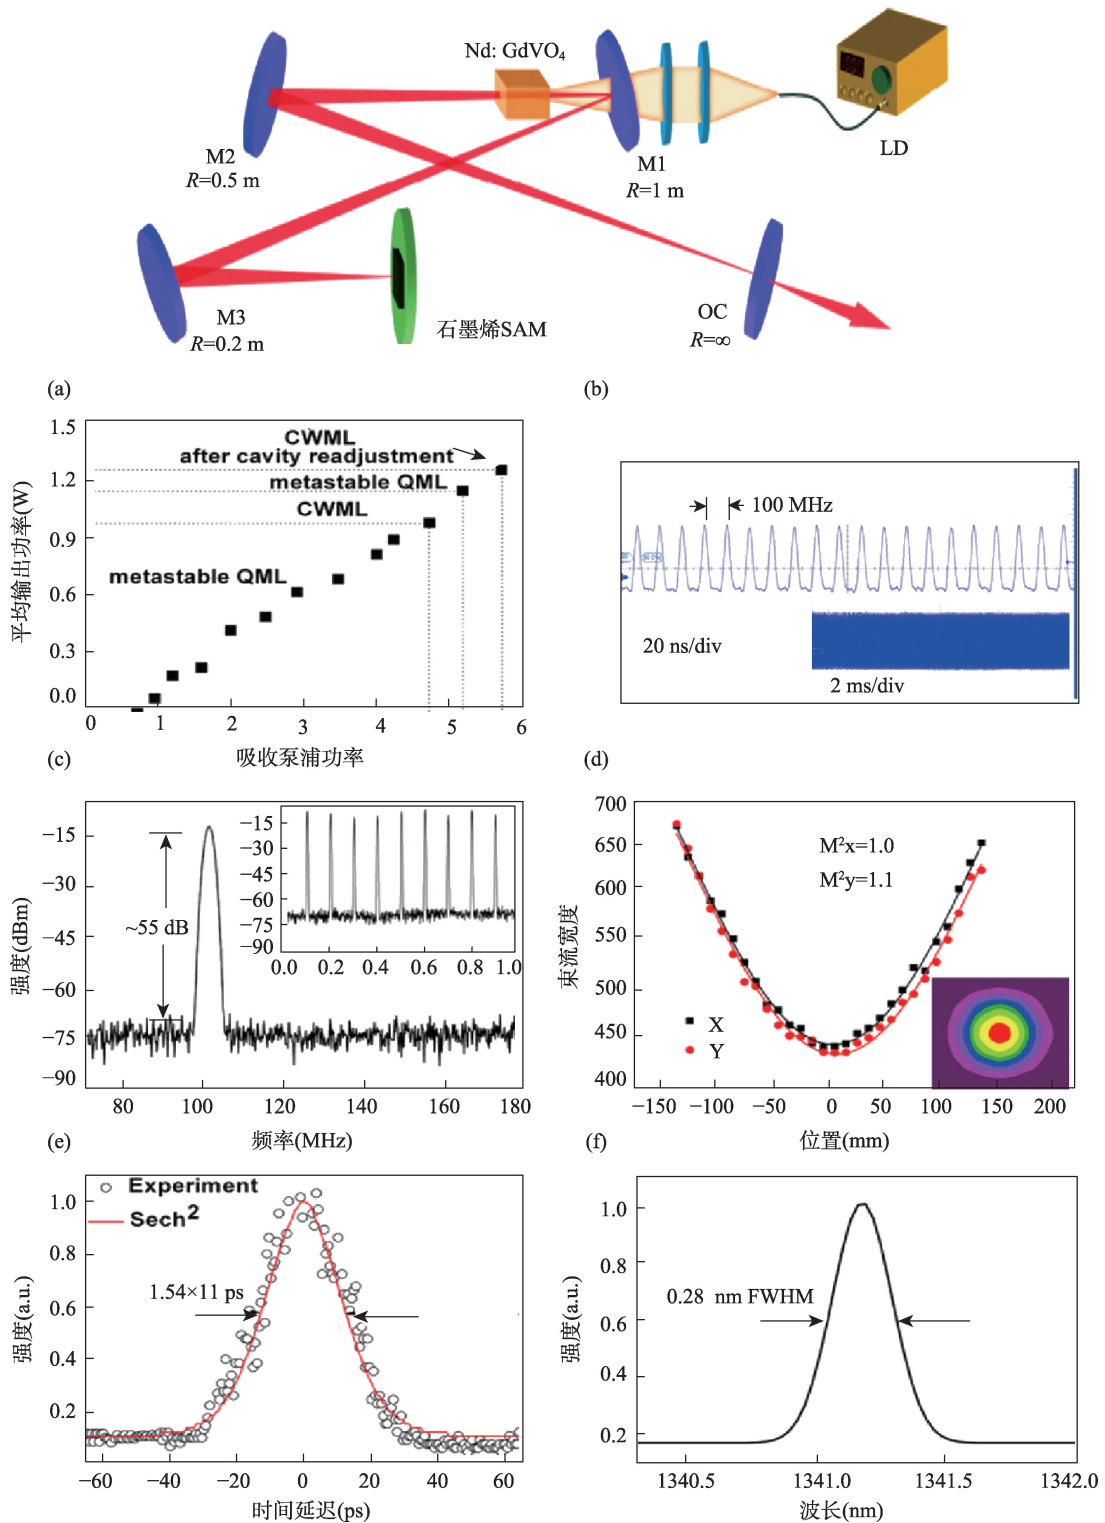 Nd: GdVO₄
LD
M2
R=0.5 m
M1
R=1 m
M3
R=0.2 m
石墨烯SAM
OC
R=∞
(a)
1.5
1.2
0.9
0.6
0.3
0.0
平均输出功率(W)
CWML
after cavity readjustment
metastable QML
CWML
metastable QML
0 1 2 3 4 5 6
吸收泵浦功率
(b)
100 MHz
20 ns/div
2 ms/div
(c)
−15
−30
−45
−60
−75
−90
强度(dBm)
~55 dB
−15
−30
−45
−60
−75
−90
0.0 0.2 0.4 0.6 0.8 1.0
80 100 120 140 160 180
频率(MHz)
(d)
700
650
600
550
500
450
400
束流宽度
M²x=1.0
M²y=1.1
X
Y
−150 −100 −50 0 50 100 150 200
位置(mm)
(e)
Experiment
Sech²
1.0
0.8
0.6
0.4
0.2
强度(a.u.)
1.54×11 ps
−60 −40 −20 0 20 40 60
时间延迟(ps)
(f)
1.0
0.8
0.6
0.4
0.2
强度(a.u.)
0.28 nm FWHM
1340.5 1341.0 1341.5 1342.0
波长(nm)